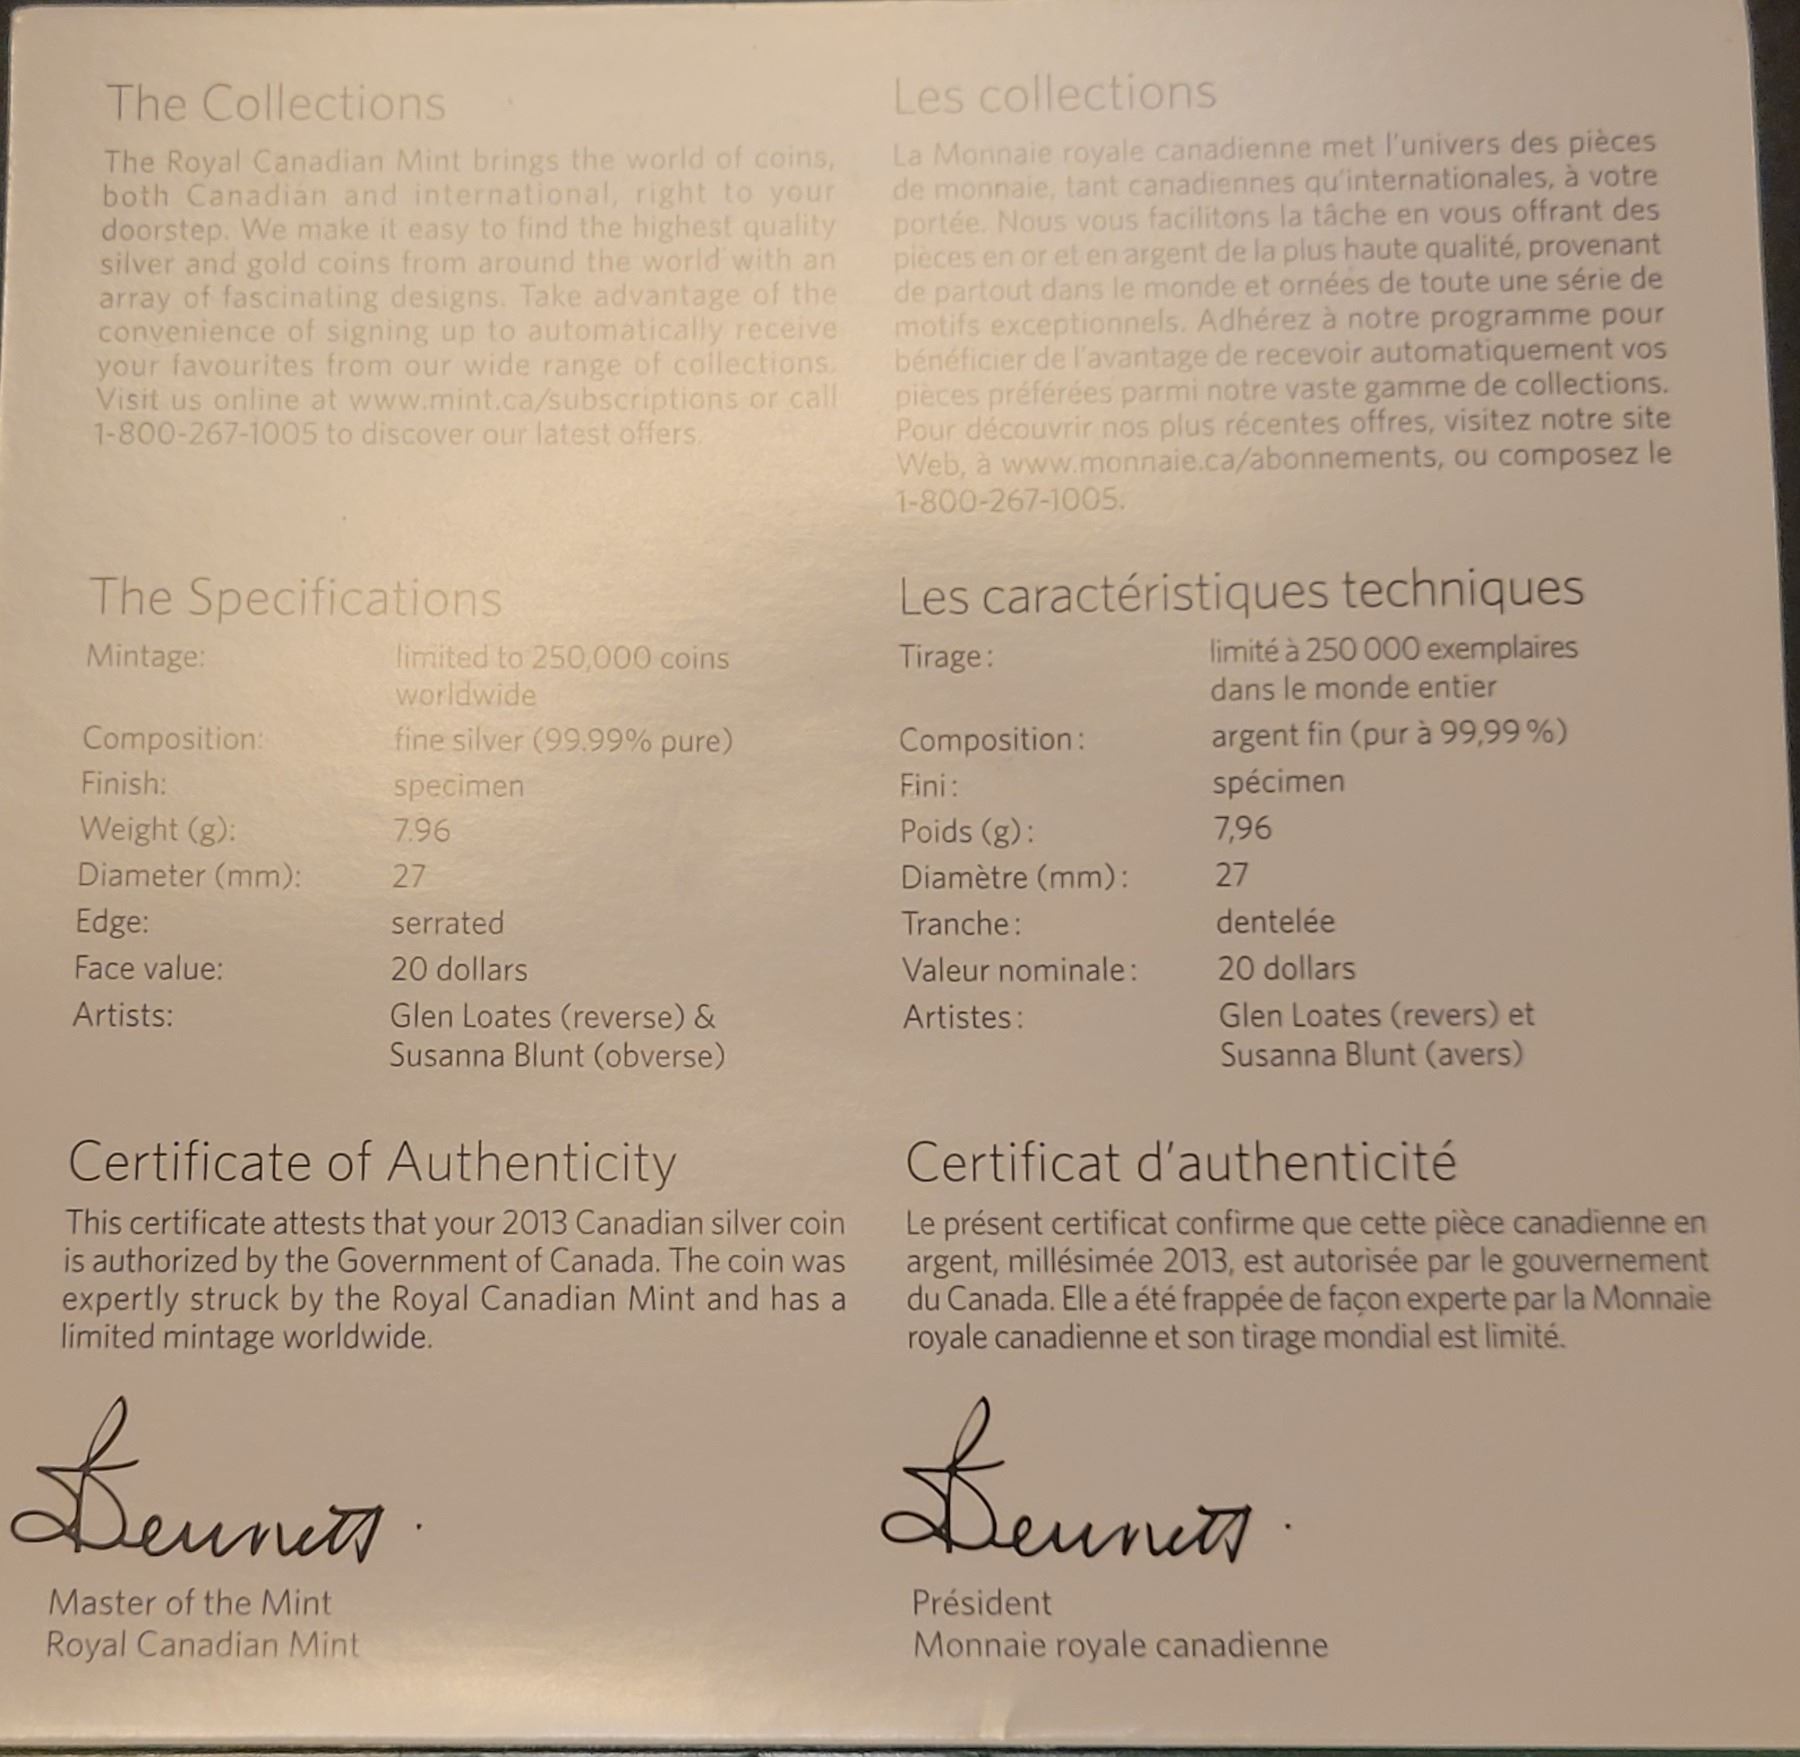 The Collections
The Royal Canadian Mint brings the world of coins,
both Canadian and international, right to your
doorstep. We make it easy to find the highest quality
silver and gold coins from around the world with an
array of fascinating designs. Take advantage of the
convenience of signing up to automatically receive
your favourites from our wide range of collections.
Visit us online at www.mint.ca/subscriptions or call
1-800-267-1005 to discover our latest offers.
Les collections
La Monnaie royale canadienne met l'univers des pièces
de monnaie, tant canadiennes qu'internationales, à votre
portée. Nous vous facilitons la tâche en vous offrant des
pièces en or et en argent de la plus haute qualité, provenant
de partout dans le monde et ornées de toute une série de
motifs exceptionnels. Adhérez à notre programme pour
bénéficier de l'avantage de recevoir automatiquement vos
pièces préférées parmi notre vaste gamme de collections.
Pour découvrir nos plus récentes offres, visitez notre site
Web, à www.monnaie.ca/abonnements, ou composez le
1-800-267-1005.
The Specifications
Mintage: limited to 250,000 coins
worldwide
Composition: fine silver (99.99% pure)
Finish: specimen
Weight (g): 7.96
Diameter (mm): 27
Edge: serrated
Face value: 20 dollars
Artists: Glen Loates (reverse) &
Susanna Blunt (obverse)
Les caractéristiques techniques
Tirage : limité à 250 000 exemplaires
dans le monde entier
Composition : argent fin (pur à 99,99 %)
Fini : spécimen
Poids (g) : 7,96
Diamètre (mm) : 27
Tranche : dentelée
Valeur nominale : 20 dollars
Artistes : Glen Loates (revers) et
Susanna Blunt (avers)
Certificate of Authenticity
This certificate attests that your 2013 Canadian silver coin
is authorized by the Government of Canada. The coin was
expertly struck by the Royal Canadian Mint and has a
limited mintage worldwide.
Bennett
Master of the Mint
Royal Canadian Mint
Certificat d'authenticité
Le présent certificat confirme que cette pièce canadienne en
argent, millésimée 2013, est autorisée par le gouvernement
du Canada. Elle a été frappée de façon experte par la Monnaie
royale canadienne et son tirage mondial est limité.
Bennett
Président
Monnaie royale canadienne